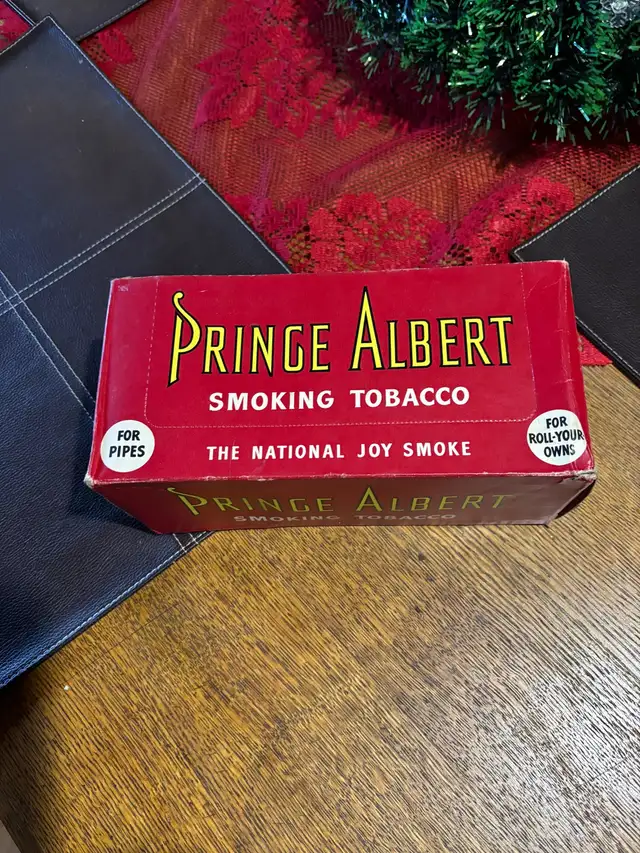 PRINCE ALBERT
SMOKING TOBACCO
FOR
PIPES
THE NATIONAL JOY SMOKE
FOR
ROLL-YOUR
OWNS
PRINCE ALBERT
SMOKING TOBACCO